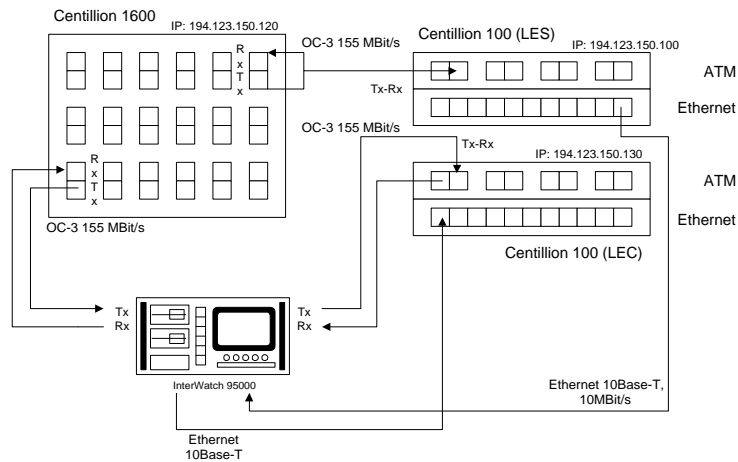 Centillion 1600
IP: 194.123.150.120
R
x
T
x
OC-3 155 MBit/s
Centillion 100 (LES)
IP: 194.123.150.100
ATM
Tx-Rx
Ethernet
OC-3 155 MBit/s
Tx-Rx
IP: 194.123.150.130
R
x
T
x
ATM
Ethernet
OC-3 155 MBit/s
Centillion 100 (LEC)
Tx
Rx
Tx
Rx
InterWatch 95000
Ethernet 10Base-T,
10MBit/s
Ethernet
10Base-T